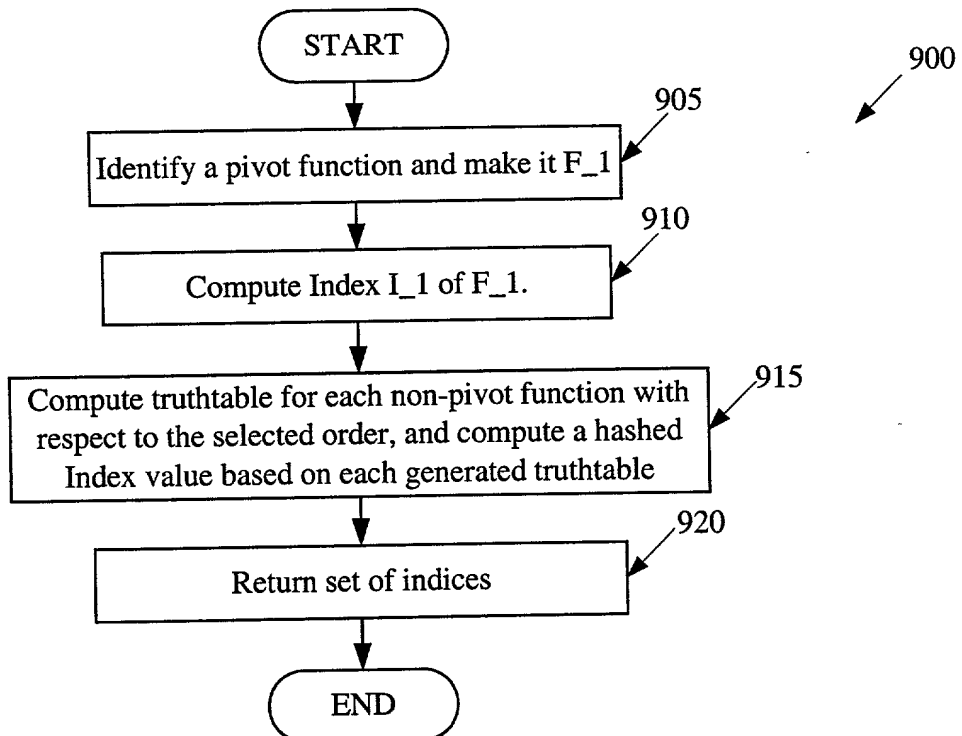 START
900
905
Identify a pivot function and make it F_1
910
Compute Index I_1 of F_1.
915
Compute truthtable for each non-pivot function with
respect to the selected order, and compute a hashed
Index value based on each generated truthtable
920
Return set of indices
END